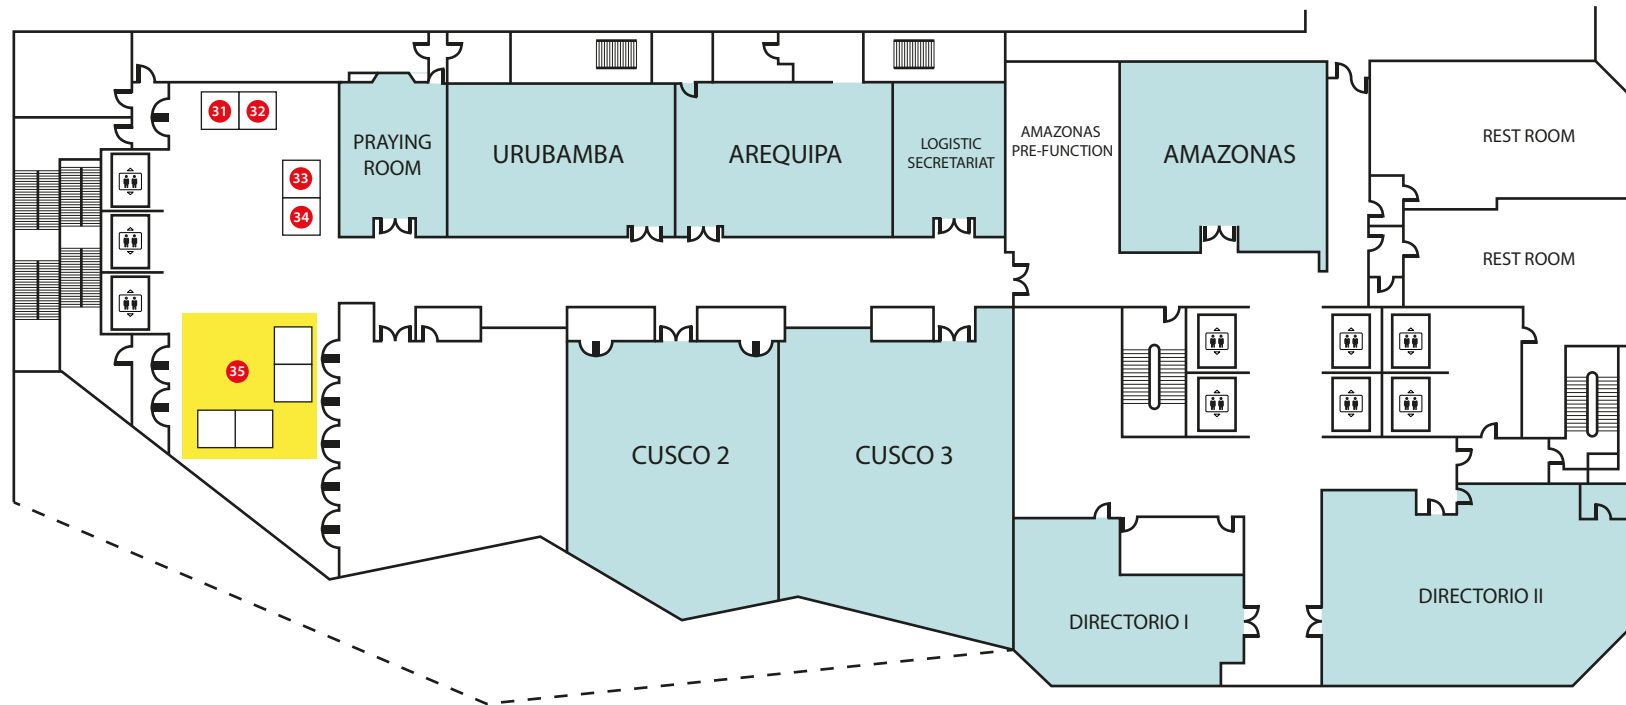 31
32
33
34
35
PRAYING
ROOM
URUBAMBA
AREQUIPA
LOGISTIC
SECRETARIAT
AMAZONAS
PRE-FUNCTION
AMAZONAS
REST ROOM
REST ROOM
CUSCO 2
CUSCO 3
DIRECTORIO I
DIRECTORIO II